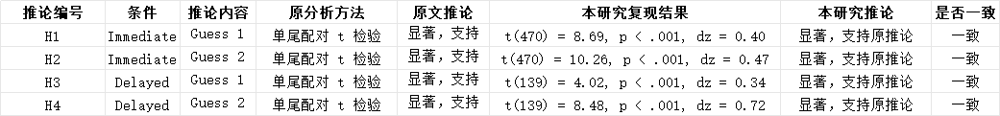 推论编号 条件 推论内容 原分析方法 原文推论 本研究复现结果 本研究推论 是否一致
H1 Immediate Guess 1 单尾配对 t 检验 显著，支持 t(470) = 8.69, p < .001, dz = 0.40 显著，支持原推论 一致
H2 Immediate Guess 2 单尾配对 t 检验 显著，支持 t(470) = 10.26, p < .001, dz = 0.47 显著，支持原推论 一致
H3 Delayed Guess 1 单尾配对 t 检验 显著，支持 t(139) = 4.02, p < .001, dz = 0.34 显著，支持原推论 一致
H4 Delayed Guess 2 单尾配对 t 检验 显著，支持 t(139) = 8.48, p < .001, dz = 0.72 显著，支持原推论 一致